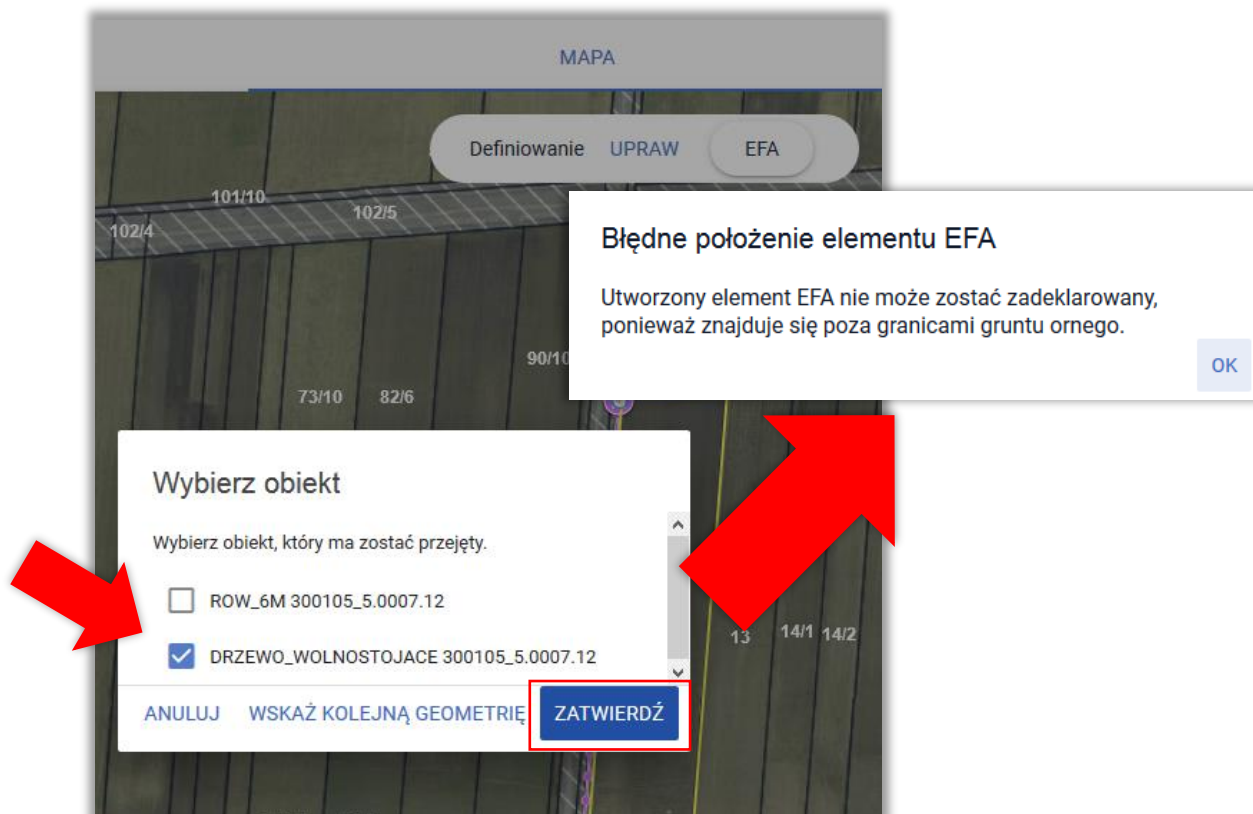 MAPA
Definiowanie UPRAW EFA
101/10
102/5
102/4
Błędne położenie elementu EFA
Utworzony element EFA nie może zostać zadeklarowany,
ponieważ znajduje się poza granicami gruntu ornego.
OK
90/10
73/10 82/6
Wybierz obiekt
Wybierz obiekt, który ma zostać przejęty.
ROW_6M 300105_5.0007.12
DRZEWO_WOLNOSTOJACE 300105_5.0007.12
13 14/1 14/2
ANULUJ WSKAŻ KOLEJNĄ GEOMETRIĘ ZATWIERDŹ